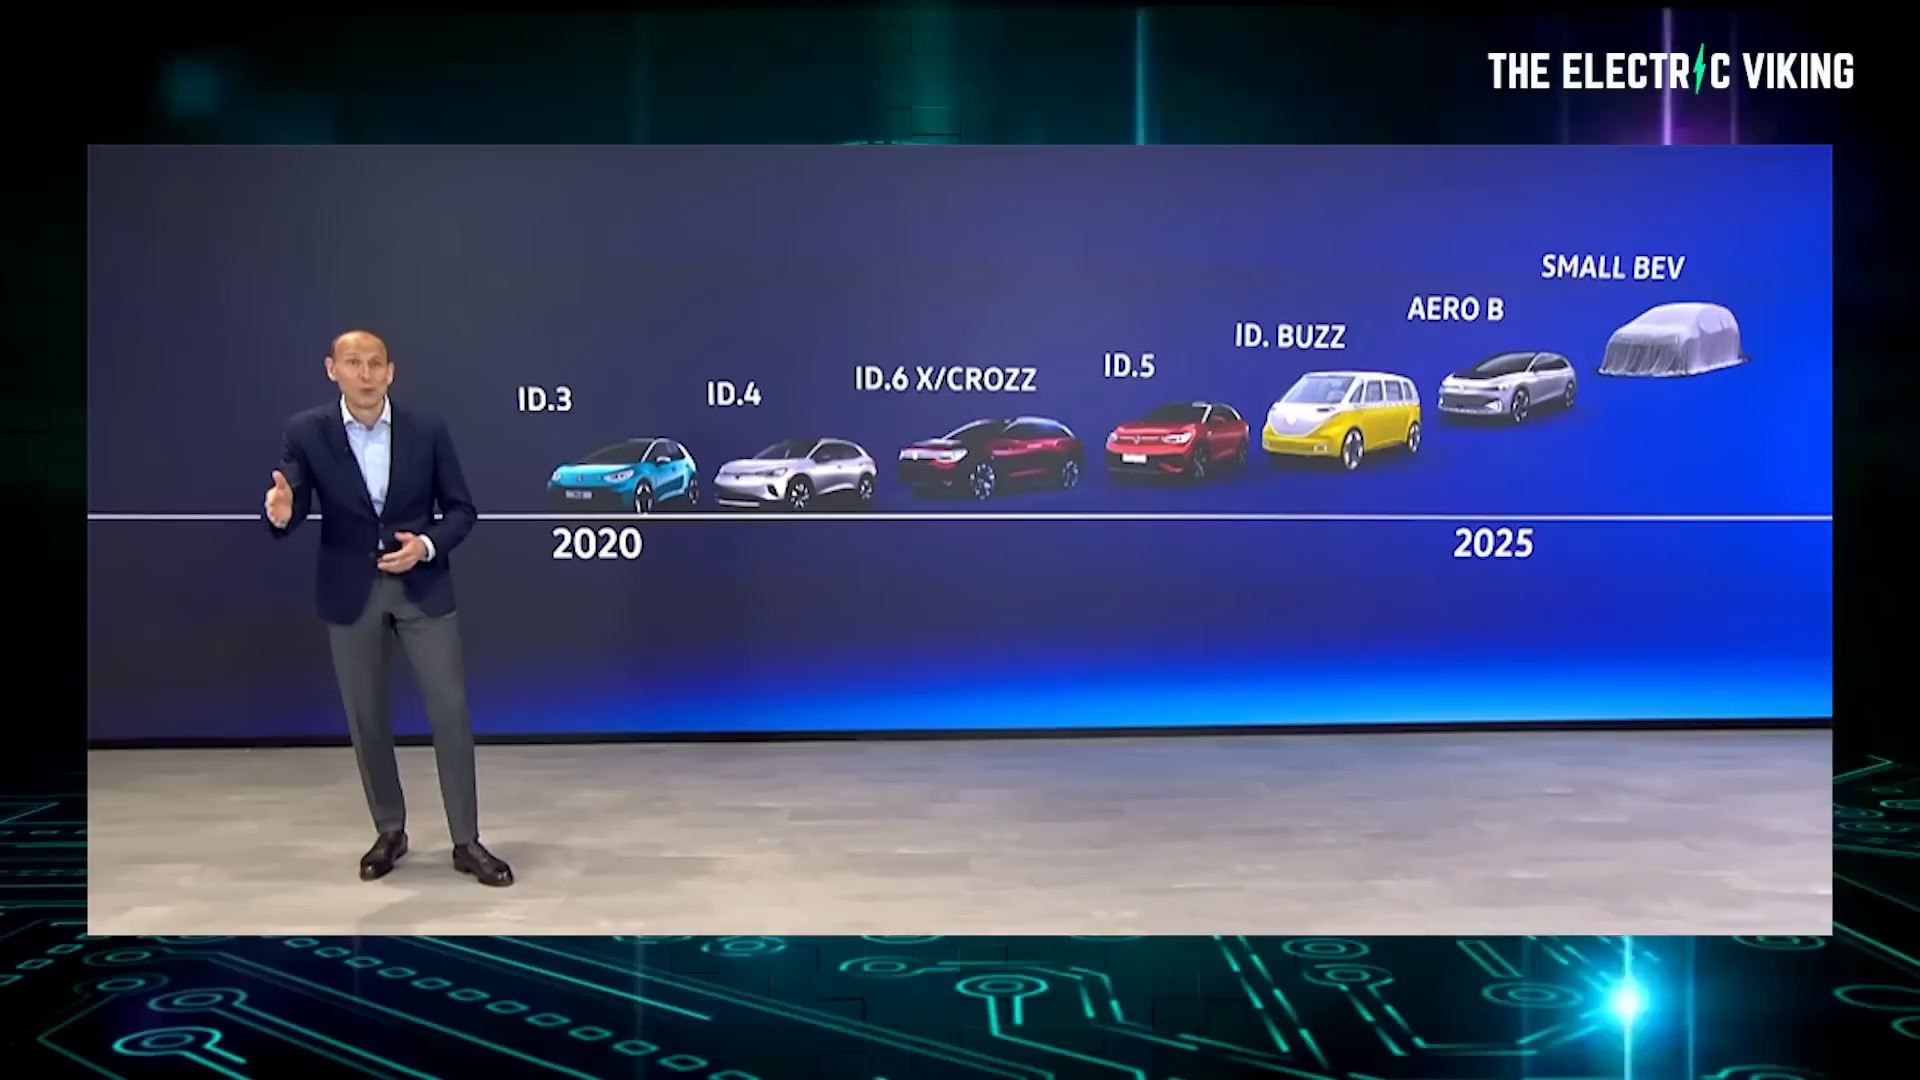 THE ELECTRIC VIKING
SMALL BEV
AERO B
ID. BUZZ
ID.5
ID.6 X/CROZZ
ID.4
ID.3
2020
2025